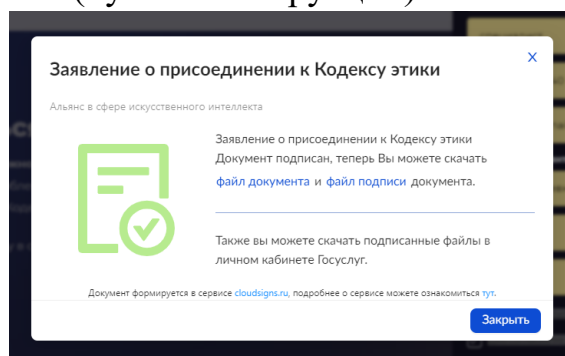 Заявление о присоединении к Кодексу этики
X
Альянс в сфере искусственного интеллекта
Заявление о присоединении к Кодексу этики
Документ подписан, теперь Вы можете скачать
файл документа и файл подписи документа.
Также вы можете скачать подписанные файлы в
личном кабинете Госуслуг.
Документ формируется в сервисе cloudsigns.ru, подробнее о сервисе можете ознакомиться тут.
Закрыть